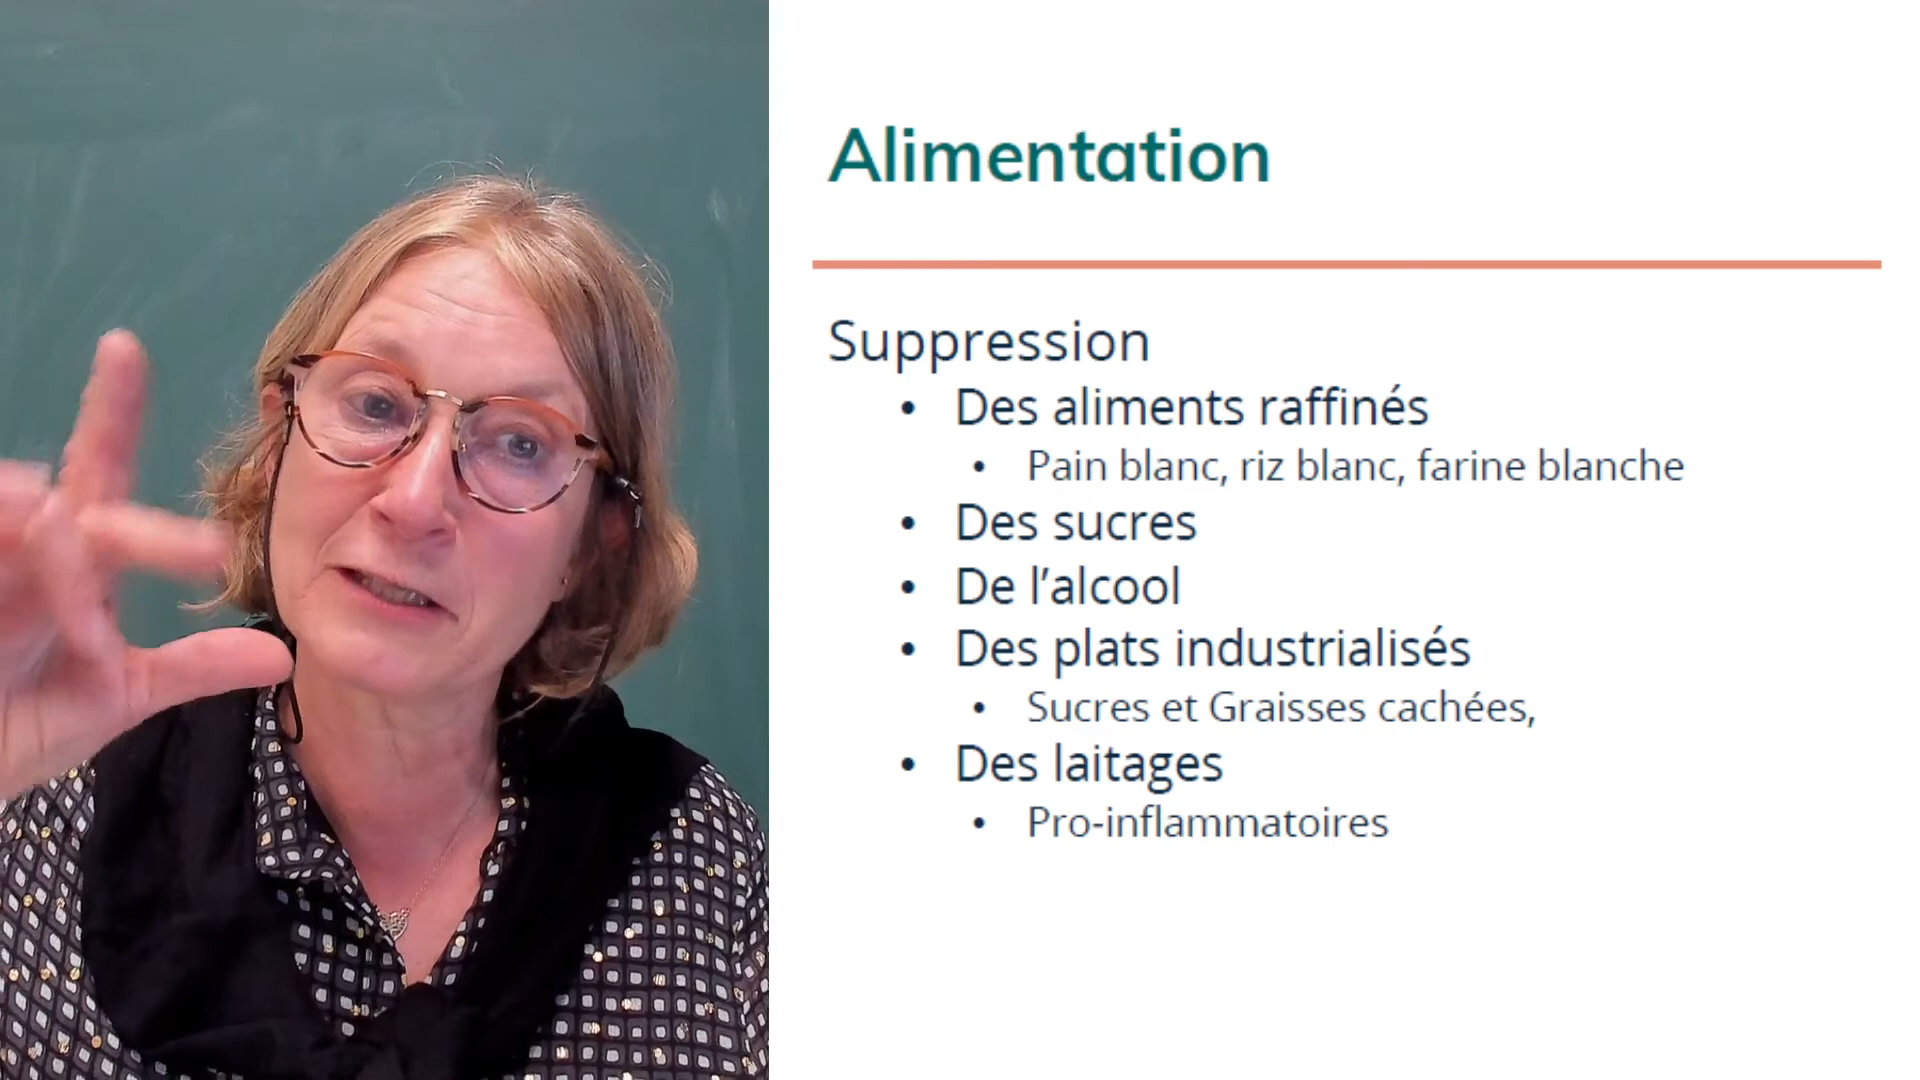 Alimentation
Suppression
• Des aliments raffinés
• Pain blanc, riz blanc, farine blanche
• Des sucres
• De l’alcool
• Des plats industrialisés
• Sucres et Graisses cachées,
• Des laitages
• Pro-inflammatoires